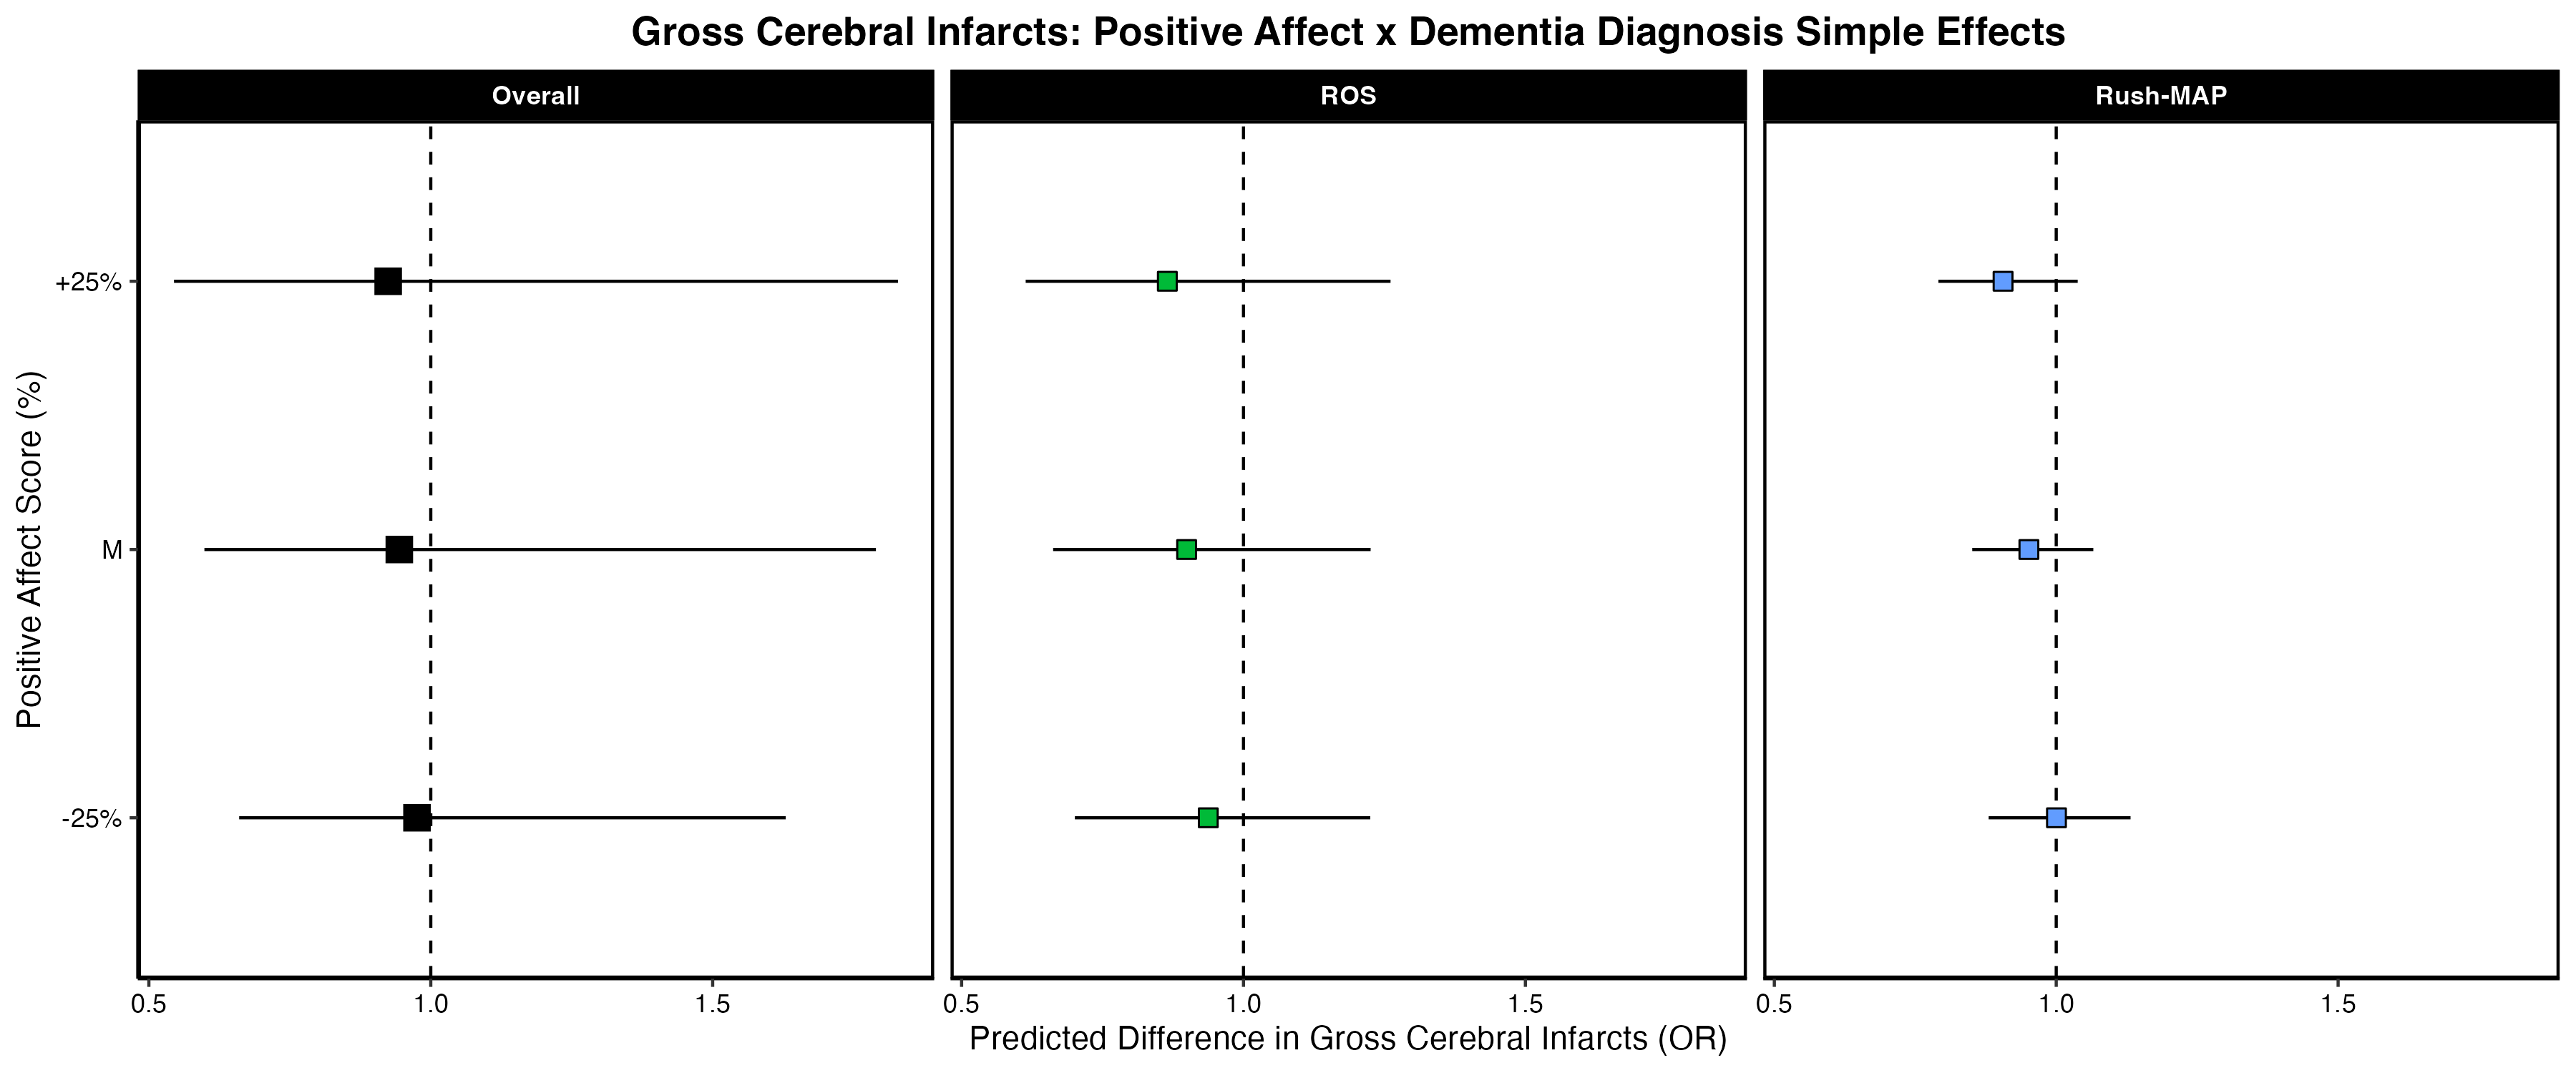 Gross Cerebral Infarcts: Positive Affect x Dementia Diagnosis Simple Effects
Overall
ROS
Rush-MAP
Positive Affect Score (%)
+25%
M
-25%
0.5 1.0 1.5
0.5 1.0 1.5
0.5 1.0 1.5
Predicted Difference in Gross Cerebral Infarcts (OR)